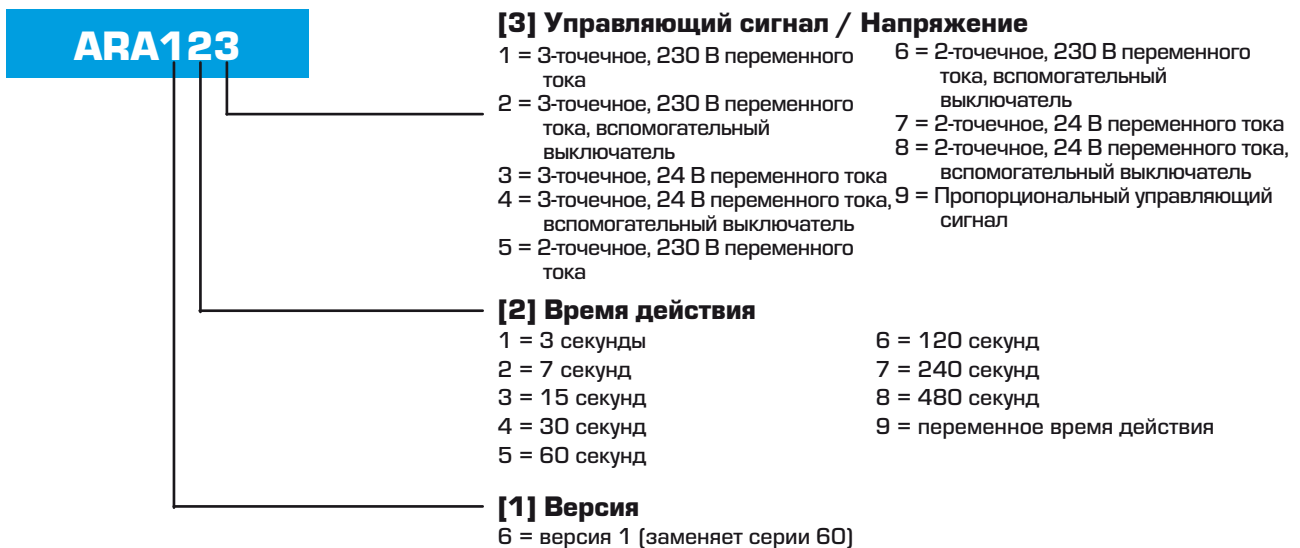 ARA123
[3] Управляющий сигнал / Напряжение
1 = 3-точечное, 230 В переменного
тока
2 = 3-точечное, 230 В переменного
тока, вспомогательный
выключатель
3 = 3-точечное, 24 В переменного тока
4 = 3-точечное, 24 В переменного тока,
вспомогательный выключатель
5 = 2-точечное, 230 В переменного
тока
6 = 2-точечное, 230 В переменного
тока, вспомогательный
выключатель
7 = 2-точечное, 24 В переменного тока
8 = 2-точечное, 24 В переменного тока,
вспомогательный выключатель
9 = Пропорциональный управляющий
сигнал
[2] Время действия
1 = 3 секунды
2 = 7 секунд
3 = 15 секунд
4 = 30 секунд
5 = 60 секунд
6 = 120 секунд
7 = 240 секунд
8 = 480 секунд
9 = переменное время действия
[1] Версия
6 = версия 1 (заменяет серии 60)